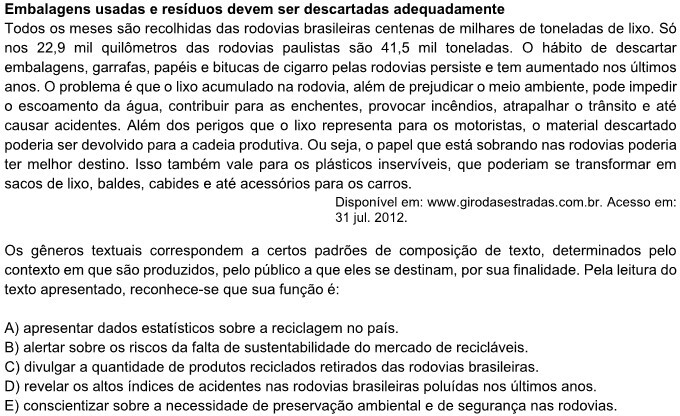 Embalagens usadas e resíduos devem ser descartadas adequadamente
Todos os meses são recolhidas das rodovias brasileiras centenas de milhares de toneladas de lixo. Só
nos 22,9 mil quilômetros das rodovias paulistas são 41,5 mil toneladas. O hábito de descartar
embalagens, garrafas, papéis e bitucas de cigarro pelas rodovias persiste e tem aumentado nos últimos
anos. O problema é que o lixo acumulado na rodovia, além de prejudicar o meio ambiente, pode impedir
o escoamento da água, contribuir para as enchentes, provocar incêndios, atrapalhar o trânsito e até
causar acidentes. Além dos perigos que o lixo representa para os motoristas, o material descartado
poderia ser devolvido para a cadeia produtiva. Ou seja, o papel que está sobrando nas rodovias poderia
ter melhor destino. Isso também vale para os plásticos inservíveis, que poderiam se transformar em
sacos de lixo, baldes, cabides e até acessórios para os carros.
Disponível em: www.girodasestradas.com.br. Acesso em:
31 jul. 2012.
Os gêneros textuais correspondem a certos padrões de composição de texto, determinados pelo
contexto em que são produzidos, pelo público a que eles se destinam, por sua finalidade. Pela leitura do
texto apresentado, reconhece-se que sua função é:
A) apresentar dados estatísticos sobre a reciclagem no país.
B) alertar sobre os riscos da falta de sustentabilidade do mercado de recicláveis.
C) divulgar a quantidade de produtos reciclados retirados das rodovias brasileiras.
D) revelar os altos índices de acidentes nas rodovias brasileiras poluídas nos últimos anos.
E) conscientizar sobre a necessidade de preservação ambiental e de segurança nas rodovias.